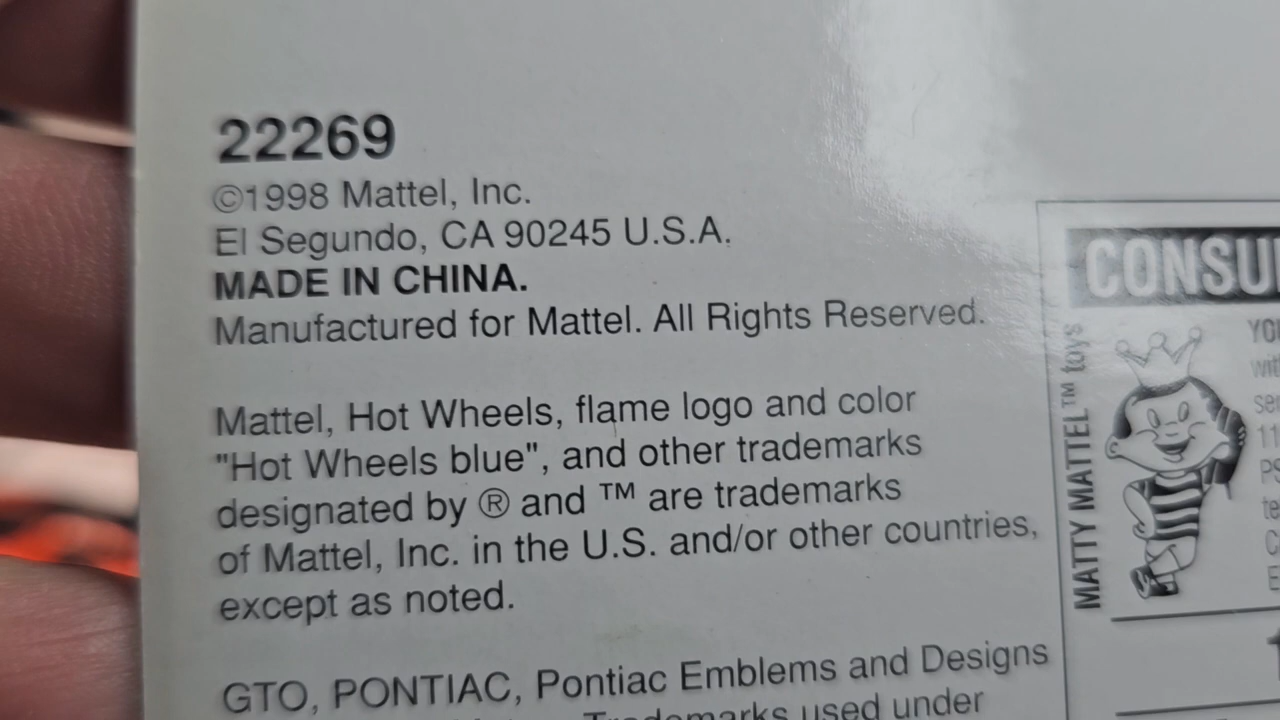 22269
©1998 Mattel, Inc.
El Segundo, CA 90245 U.S.A.
MADE IN CHINA.
Manufactured for Mattel. All Rights Reserved.
Mattel, Hot Wheels, flame logo and color
"Hot Wheels blue", and other trademarks
designated by ® and ™ are trademarks
of Mattel, Inc. in the U.S. and/or other countries,
except as noted.
GTO, PONTIAC, Pontiac Emblems and Designs
Trademarks used under
MATTY MATTEL™ toys